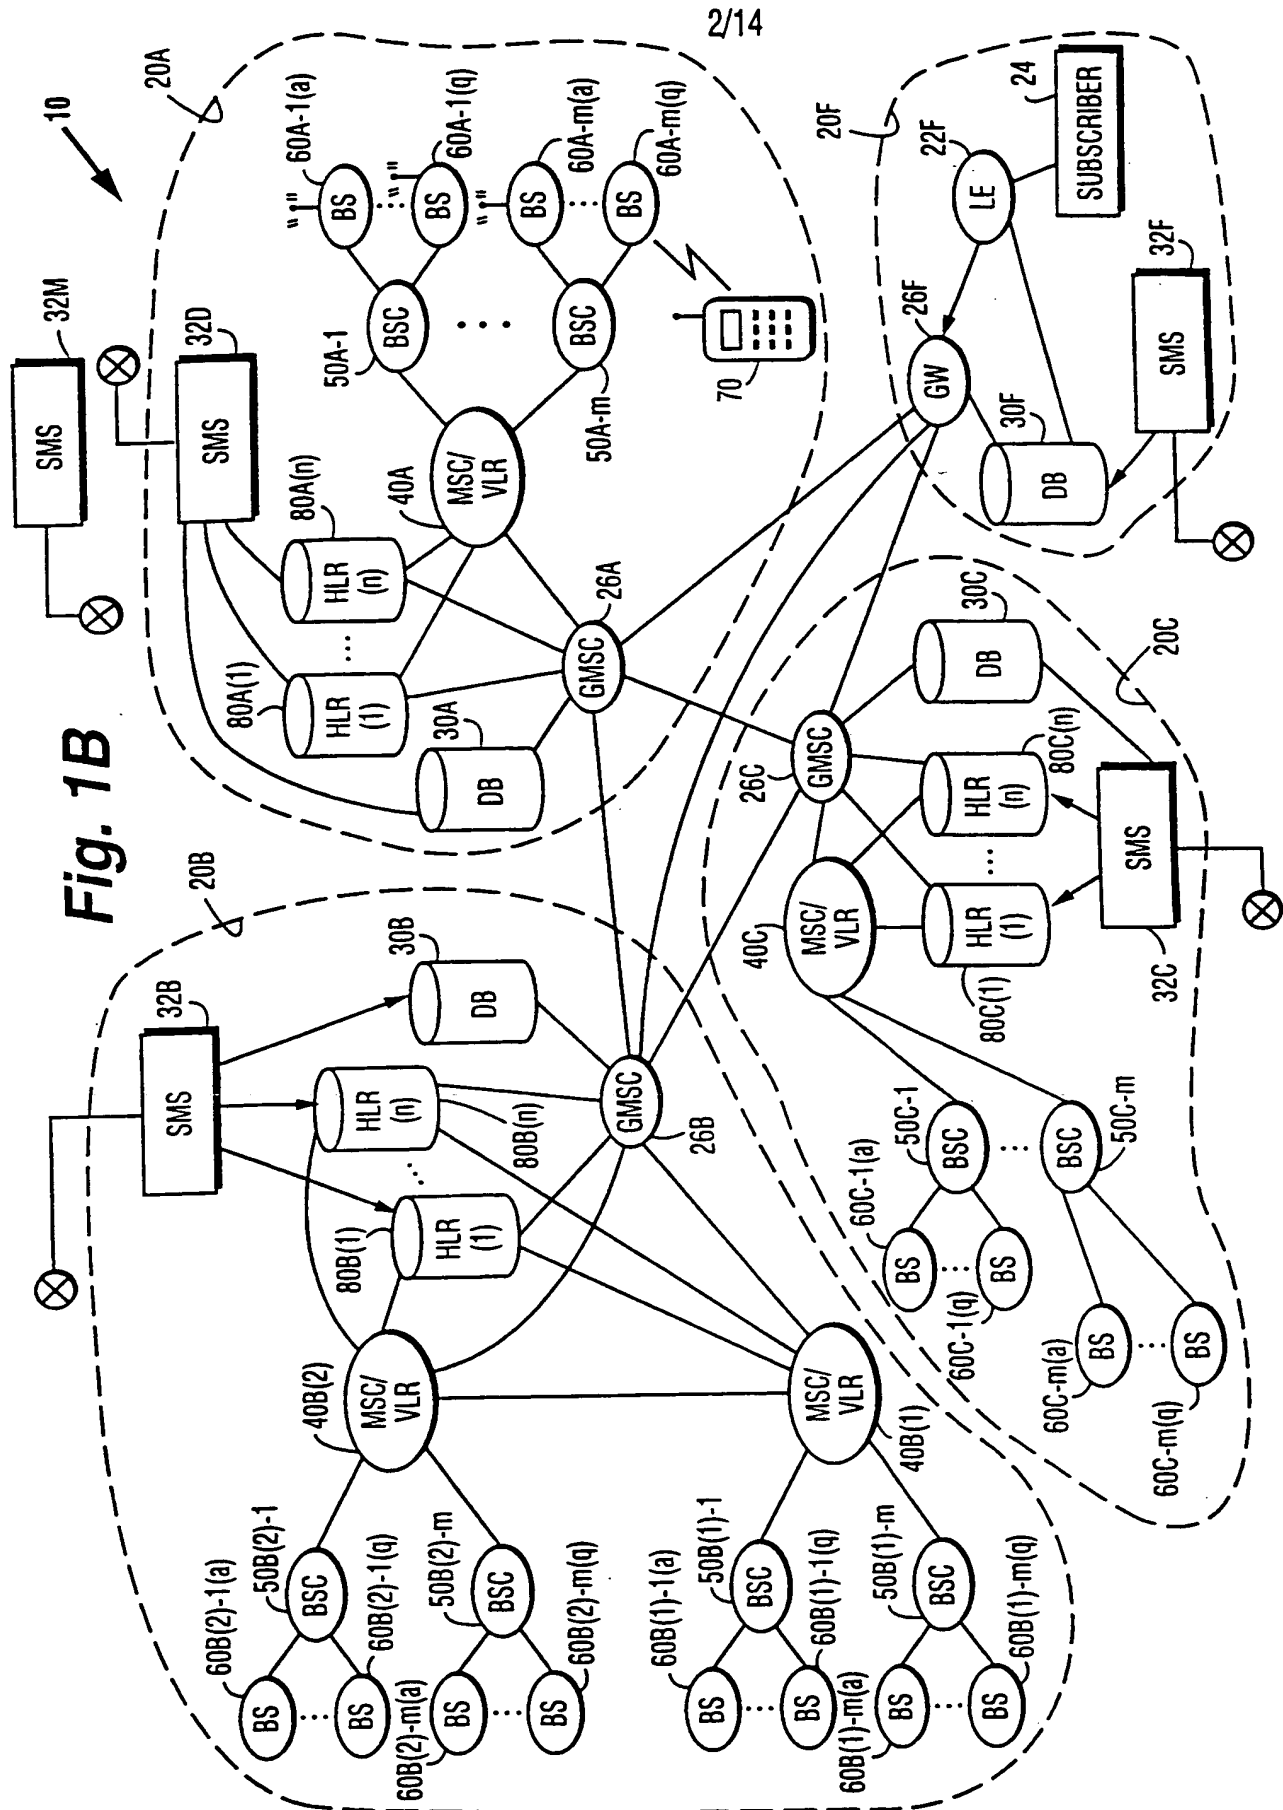 2/14
Fig. 1B
10
20A
SMS
32M
SMS
32D
80A(1)
HLR
(1)
...
80A(n)
HLR
(n)
30A
DB
40A
MSC/
VLR
GMSC
26A
50A-1
BSC
...
BSC
50A-m
60A-1(a)
BS
...
BS
60A-1(q)
60A-m(a)
BS
...
BS
60A-m(q)
70
20B
SMS
32B
30B
DB
HLR
(n)
80B(n)
...
80B(1)
HLR
(1)
GMSC
26B
40B(2)
MSC/
VLR
MSC/
VLR
40B(1)
50B(2)-1
BSC
60B(2)-1(a)
BS
...
BS
60B(2)-1(q)
50B(2)-m
BSC
60B(2)-m(a)
BS
...
BS
60B(2)-m(q)
50B(1)-1
BSC
60B(1)-1(a)
BS
...
BS
60B(1)-1(q)
50B(1)-m
BSC
60B(1)-m(a)
BS
...
BS
60B(1)-m(q)
20C
26C
GMSC
30C
DB
40C
MSC/
VLR
80C(1)
HLR
(1)
...
HLR
(n)
80C(n)
SMS
32C
50C-1
BSC
...
BSC
50C-m
60C-1(a)
BS
...
BS
60C-1(q)
60C-m(a)
BS
...
BS
60C-m(q)
20F
26F
GW
22F
LE
24
SUBSCRIBER
30F
DB
32F
SMS